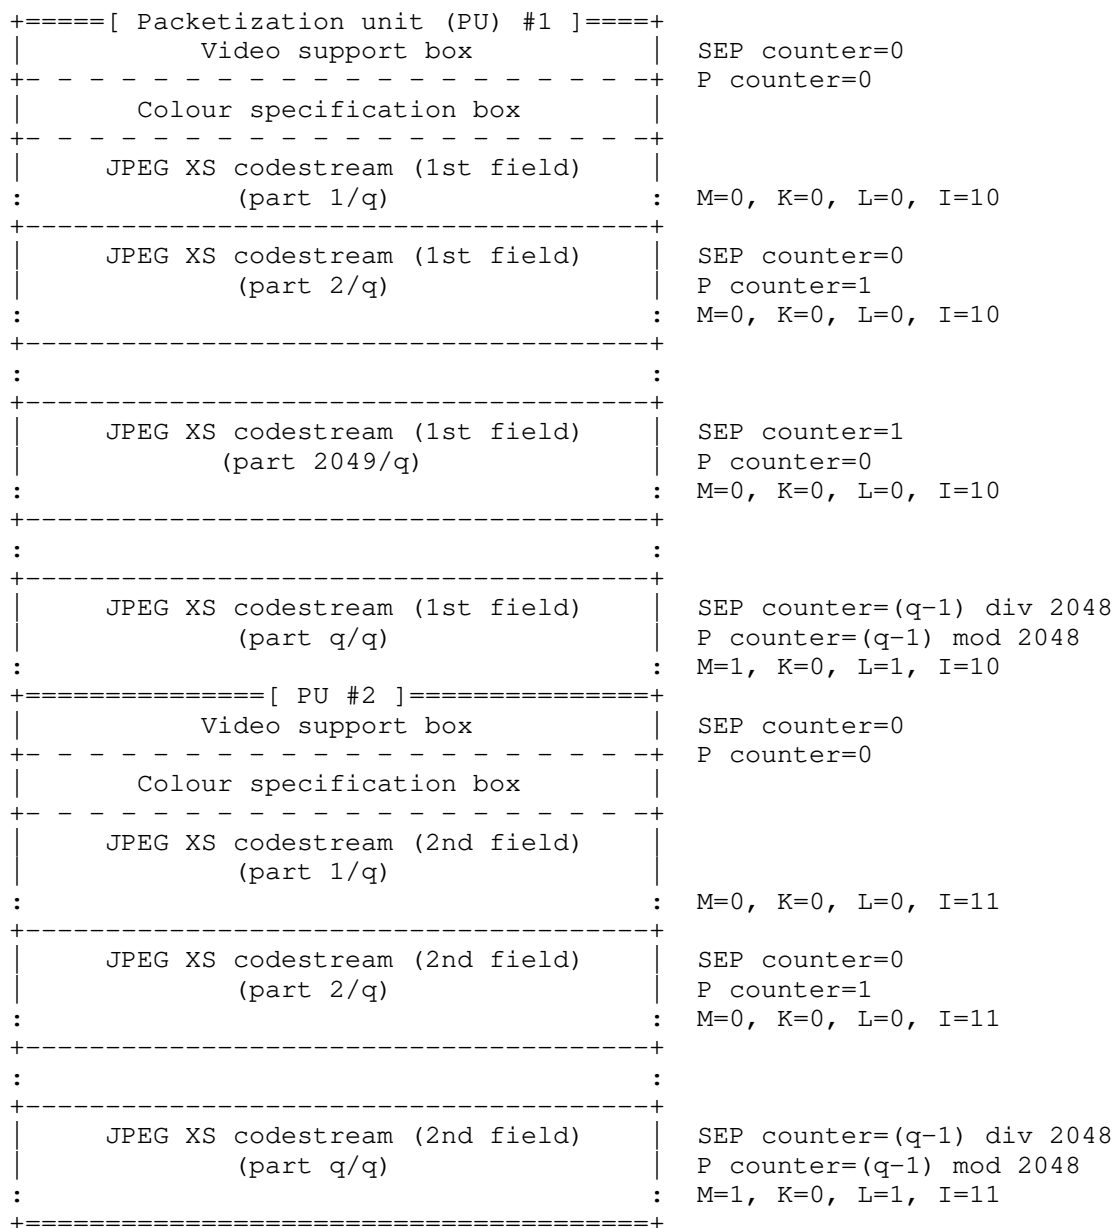 +=====[ Packetization unit (PU) #1 ]====+
|           Video support box           |  SEP counter=0
+- - - - - - - - - - - - - - - - - - - -+  P counter=0
|       Colour specification box        |
+- - - - - - - - - - - - - - - - - - - -+
|     JPEG XS codestream (1st field)    |
:             (part 1/q)                :  M=0, K=0, L=0, I=10
+---------------------------------------+
|     JPEG XS codestream (1st field)    |  SEP counter=0
|             (part 2/q)                |  P counter=1
:                                       :  M=0, K=0, L=0, I=10
+---------------------------------------+
:                                       :
+---------------------------------------+
|     JPEG XS codestream (1st field)    |  SEP counter=1
|            (part 2049/q)              |  P counter=0
:                                       :  M=0, K=0, L=0, I=10
+---------------------------------------+
:                                       :
+---------------------------------------+
|     JPEG XS codestream (1st field)    |  SEP counter=(q-1) div 2048
|             (part q/q)                |  P counter=(q-1) mod 2048
:                                       :  M=1, K=0, L=1, I=10
+===============[ PU #2 ]===============+
|           Video support box           |  SEP counter=0
+- - - - - - - - - - - - - - - - - - - -+  P counter=0
|       Colour specification box        |
+- - - - - - - - - - - - - - - - - - - -+
|     JPEG XS codestream (2nd field)    |
|             (part 1/q)                |
:                                       :  M=0, K=0, L=0, I=11
+---------------------------------------+
|     JPEG XS codestream (2nd field)    |  SEP counter=0
|             (part 2/q)                |  P counter=1
:                                       :  M=0, K=0, L=0, I=11
+---------------------------------------+
:                                       :
+---------------------------------------+
|     JPEG XS codestream (2nd field)    |  SEP counter=(q-1) div 2048
|             (part q/q)                |  P counter=(q-1) mod 2048
:                                       :  M=1, K=0, L=1, I=11
+=======================================+